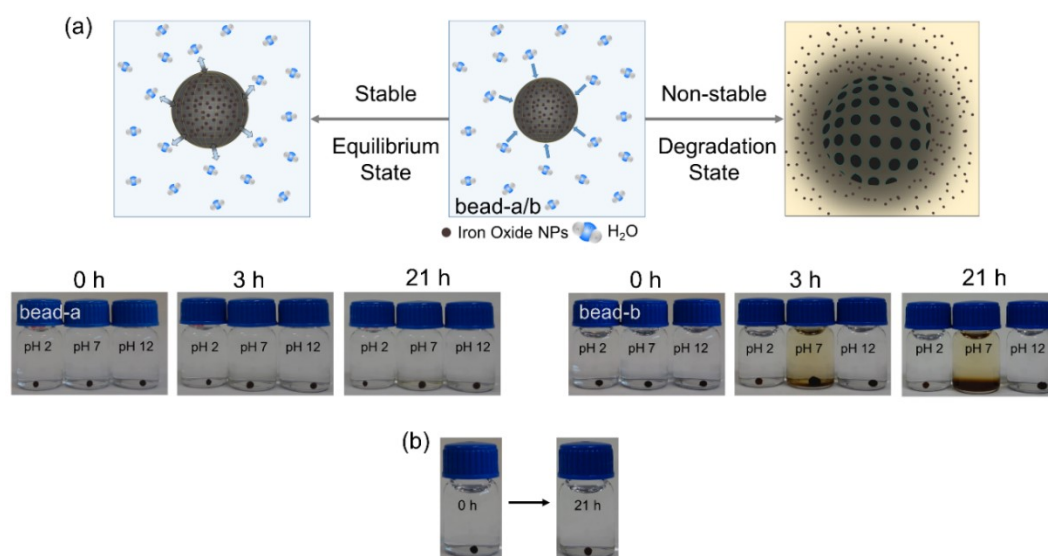 (a)
Stable
Equilibrium
State
bead-a/b
Non-stable
Degradation
State
Iron Oxide NPs H₂O
0 h 3 h 21 h 0 h 3 h 21 h
bead-a
pH 2 pH 7 pH 12
pH 2 pH 7 pH 12
pH 2 pH 7 pH 12
bead-b
pH 2 pH 7 pH 12
pH 2 pH 7 pH 12
pH 2 pH 7 pH 12
(b)
0 h 21 h